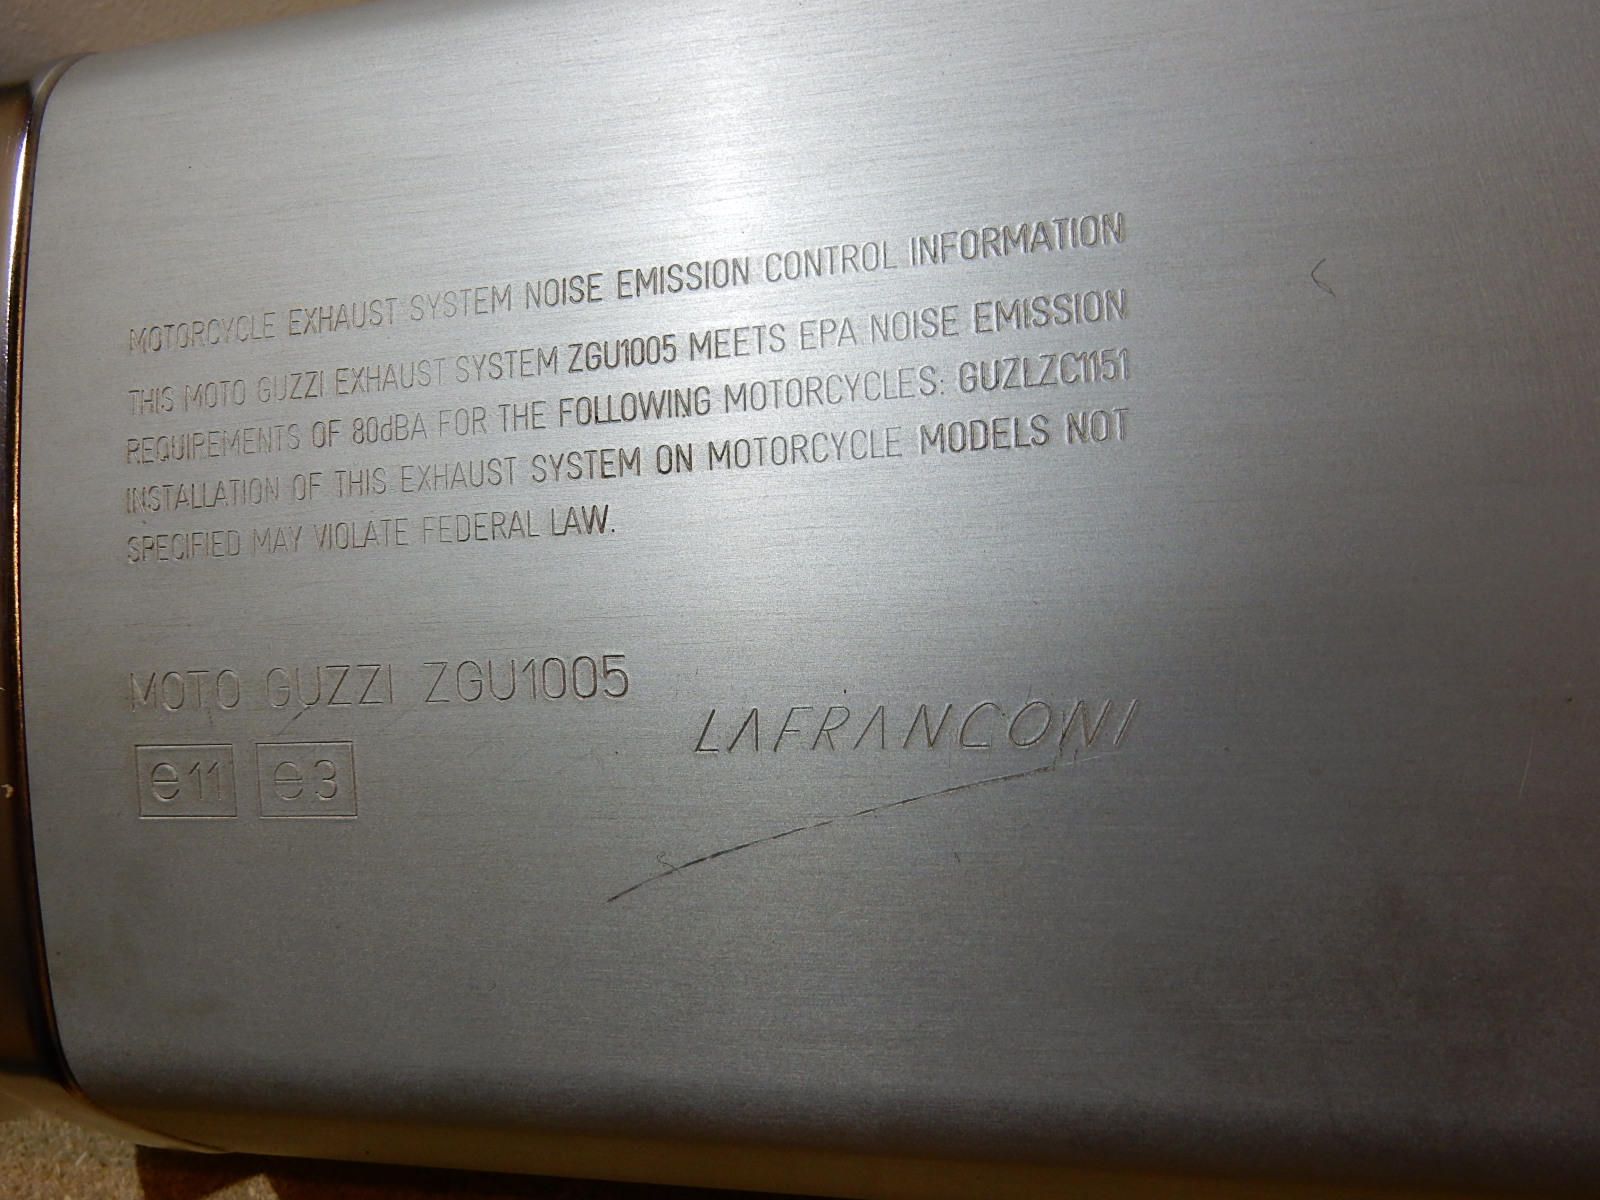 MOTORCYCLE EXHAUST SYSTEM NOISE EMISSION CONTROL INFORMATION
THIS MOTO GUZZI EXHAUST SYSTEM ZGU1005 MEETS EPA NOISE EMISSION
REQUIREMENTS OF 80dBA FOR THE FOLLOWING MOTORCYCLES: GUZLZC1151
INSTALLATION OF THIS EXHAUST SYSTEM ON MOTORCYCLE MODELS NOT
SPECIFIED MAY VIOLATE FEDERAL LAW.
MOTO GUZZI ZGU1005
LAFRANCONI
e11 e3